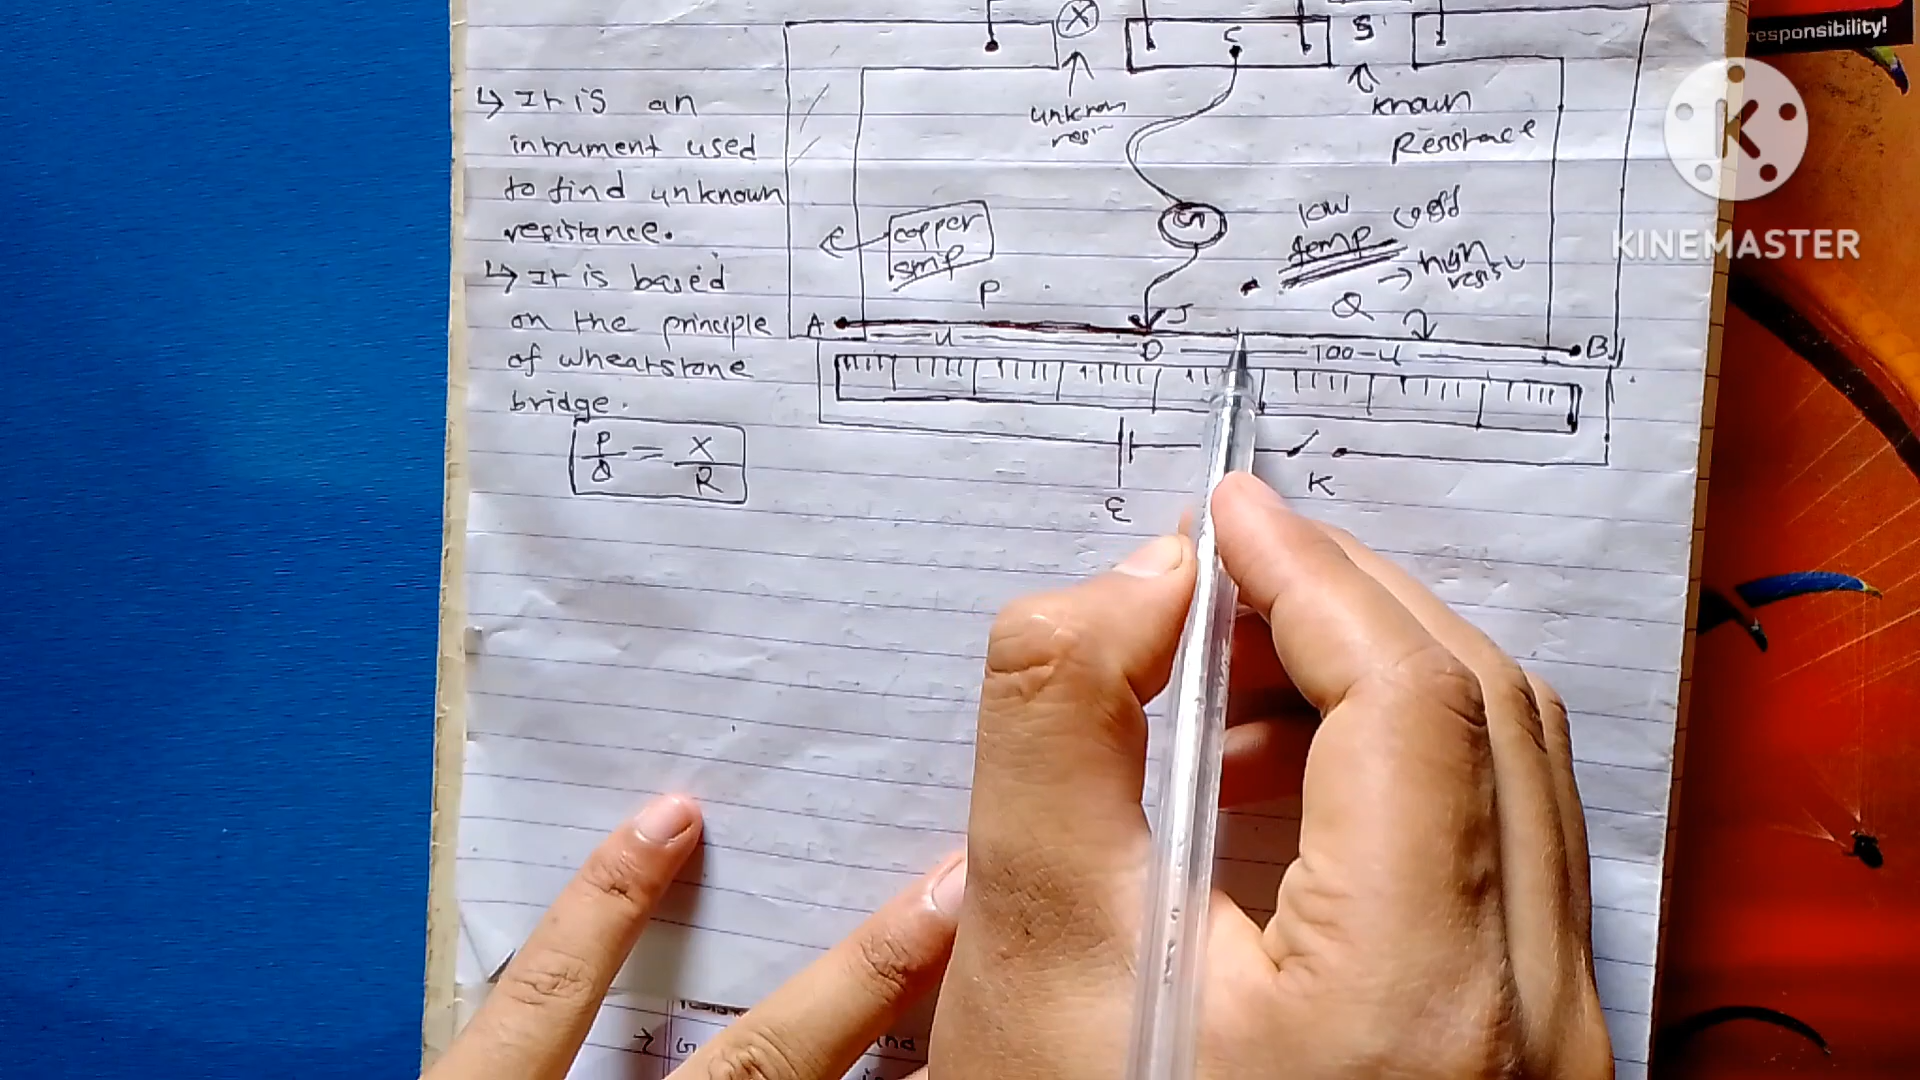 responsibility!
KINEMASTER
X
C
S
unknown
resi
known
Resistance
↳ It is an
intrument used
to find unknown
resistance.
↳ It is based
on the principle
of whearstone
bridge.
P/Q = X/R
copper
strip
G
low coeff
temp
→ high
resis
P
Q
A
J
B
l
D
100-l
E
K
→